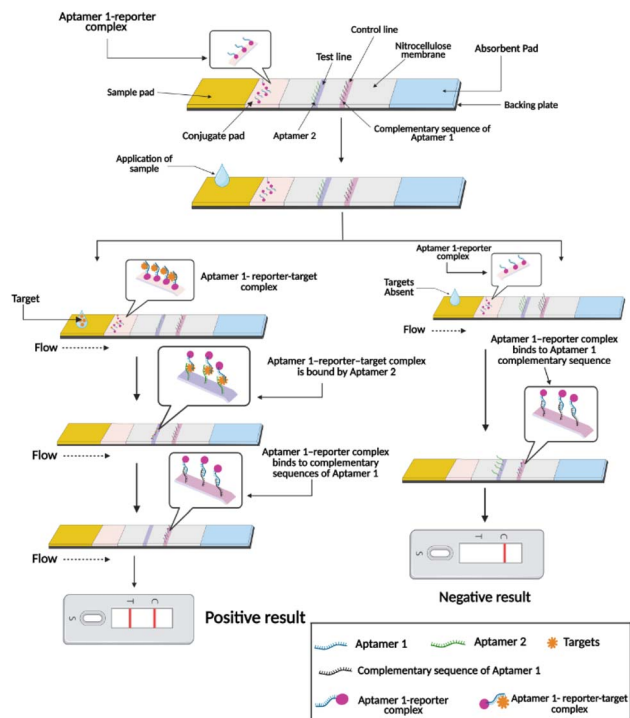 Aptamer 1-reporter
complex
Control line
Test line
Nitrocellulose
membrane
Absorbent Pad
Sample pad
Backing plate
Conjugate pad
Aptamer 2
Complementary sequence of
Aptamer 1
Application of
sample
Aptamer 1- reporter-target
complex
Target
Flow
Aptamer 1-reporter
complex
Targets
Absent
Flow
Aptamer 1–reporter–target complex
is bound by Aptamer 2
Flow
Aptamer 1–reporter complex
binds to Aptamer 1
complementary sequence
Aptamer 1–reporter complex
binds to complementary
sequences of Aptamer 1
Flow
S
T
C
Positive result
S
T
C
Negative result
Aptamer 1
Aptamer 2
Targets
Complementary sequence of Aptamer 1
Aptamer 1-reporter
complex
Aptamer 1- reporter-target
complex